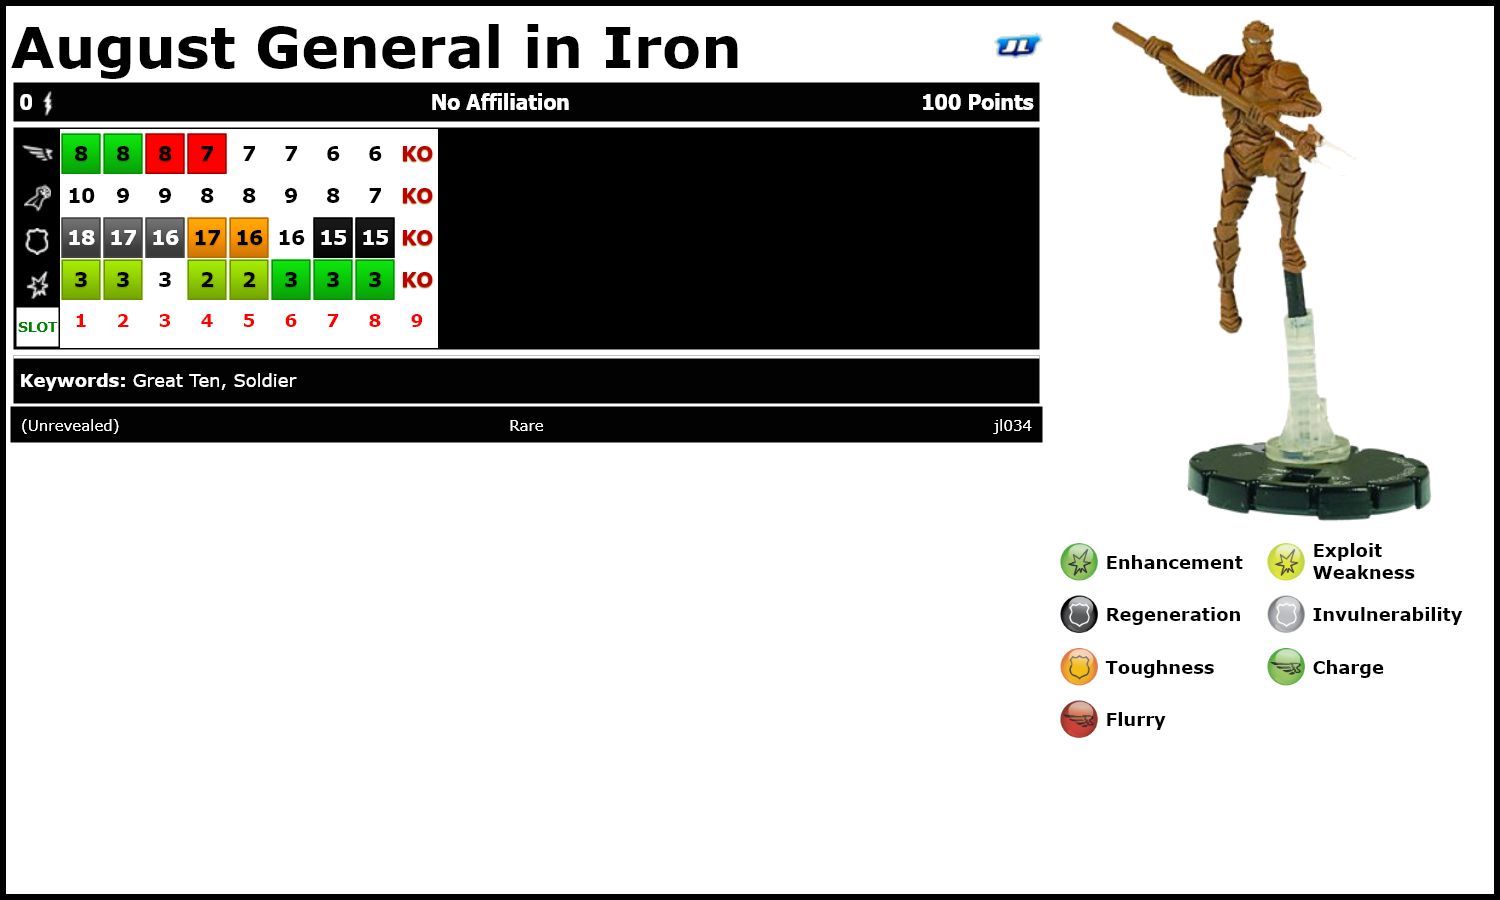 August General in Iron
JL
0 No Affiliation 100 Points
8 8 8 7 7 7 6 6 KO
10 9 9 8 8 9 8 7 KO
18 17 16 17 16 16 15 15 KO
3 3 3 2 2 3 3 3 KO
SLOT 1 2 3 4 5 6 7 8 9
Keywords: Great Ten, Soldier
(Unrevealed) Rare jl034
Enhancement
Exploit
Weakness
Regeneration
Invulnerability
Toughness
Charge
Flurry